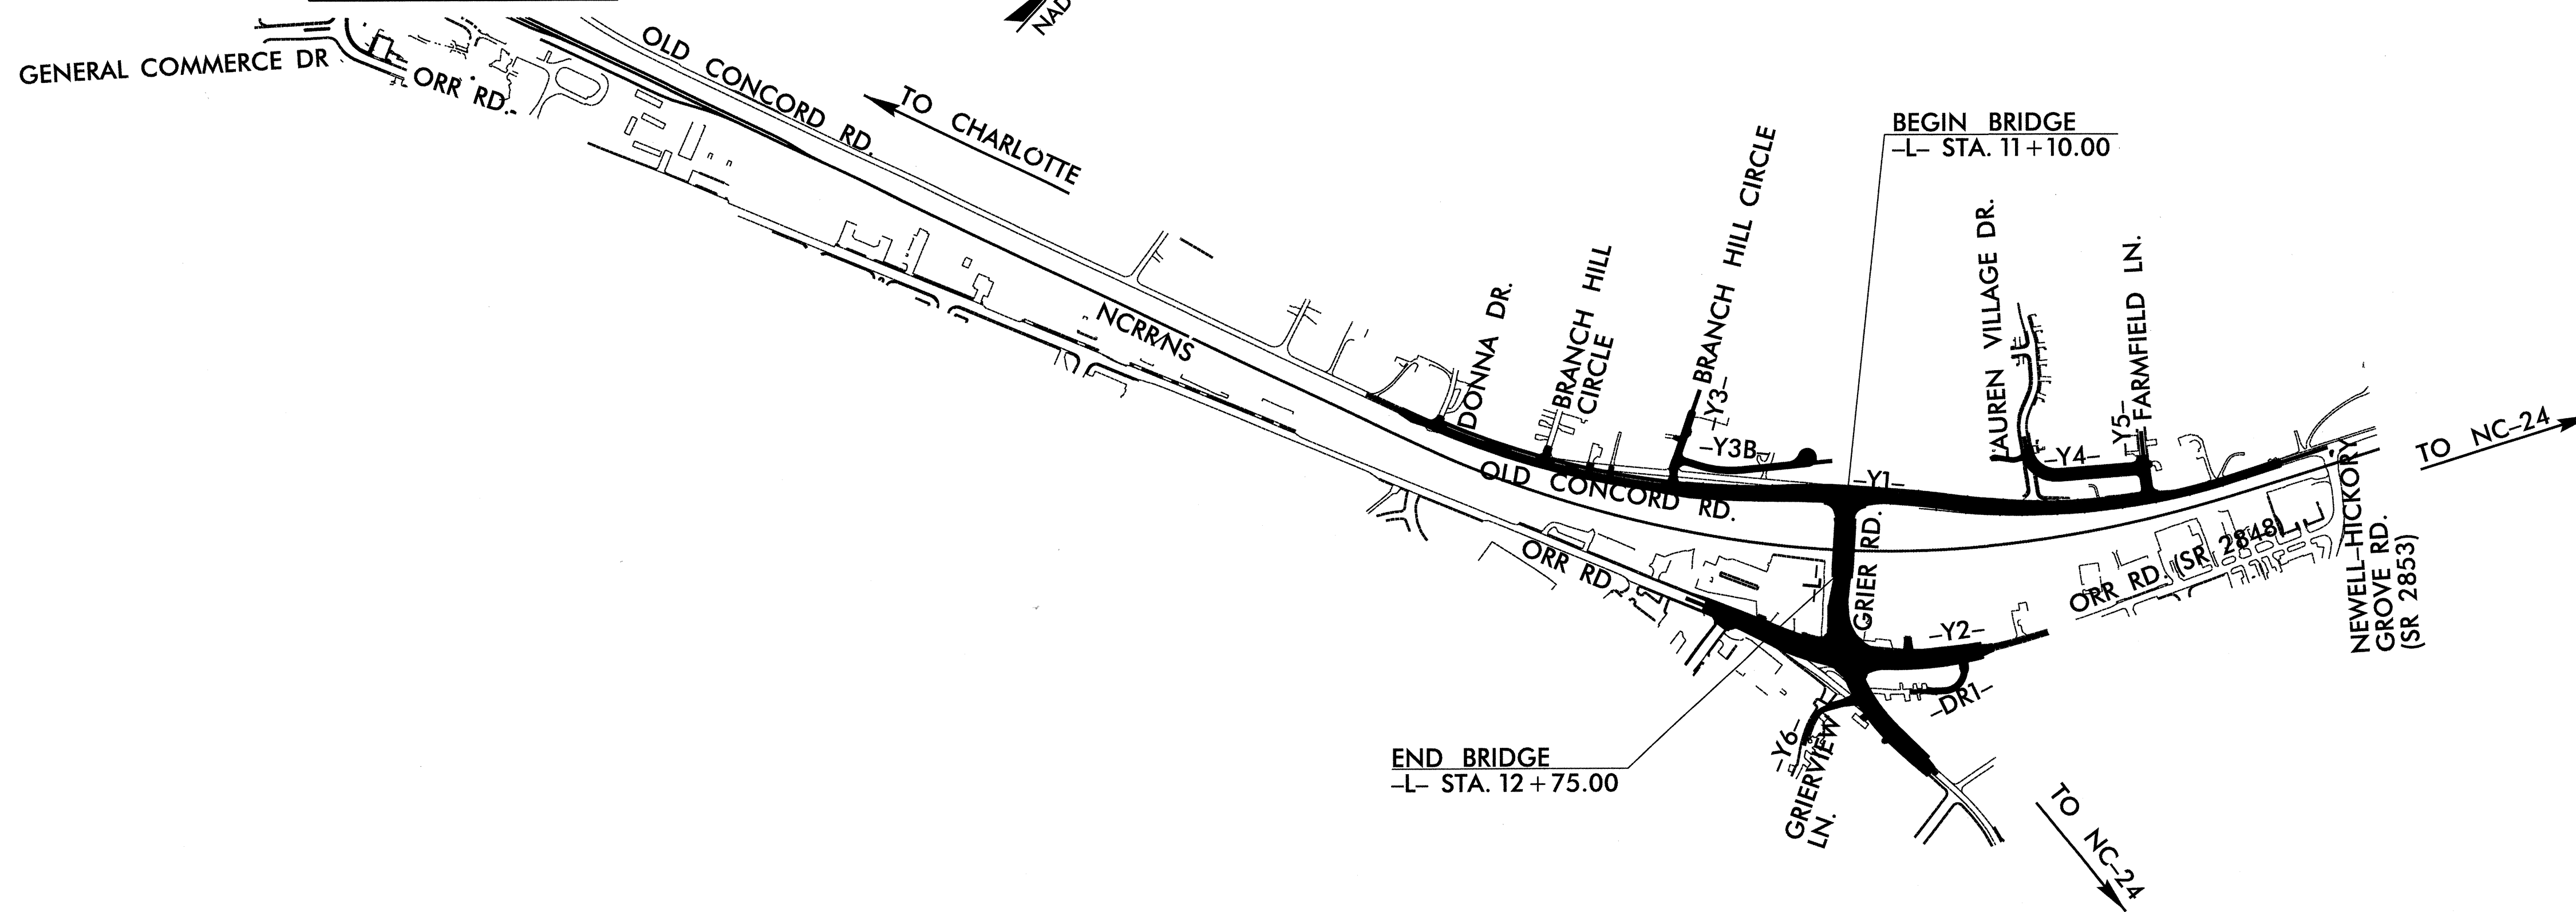 NAD
GENERAL COMMERCE DR
ORR RD.
OLD CONCORD RD.
TO CHARLOTTE
NCRR/NS
DONNA DR.
BRANCH HILL
CIRCLE
BRANCH HILL CIRCLE
-Y3-
-Y3B-
BEGIN BRIDGE
-L- STA. 11+10.00
-Y1-
OLD CONCORD RD.
LAUREN VILLAGE DR.
-Y4-
-Y5-
FARMFIELD LN.
TO NC-24
NEWELL-HICKORY
GROVE RD.
(SR 2853)
ORR RD. (SR 2848)
ORR RD.
-L-
GRIER RD.
-Y2-
-DR1-
-Y6-
GRIERVIEW
LN.
END BRIDGE
-L- STA. 12+75.00
TO NC-24